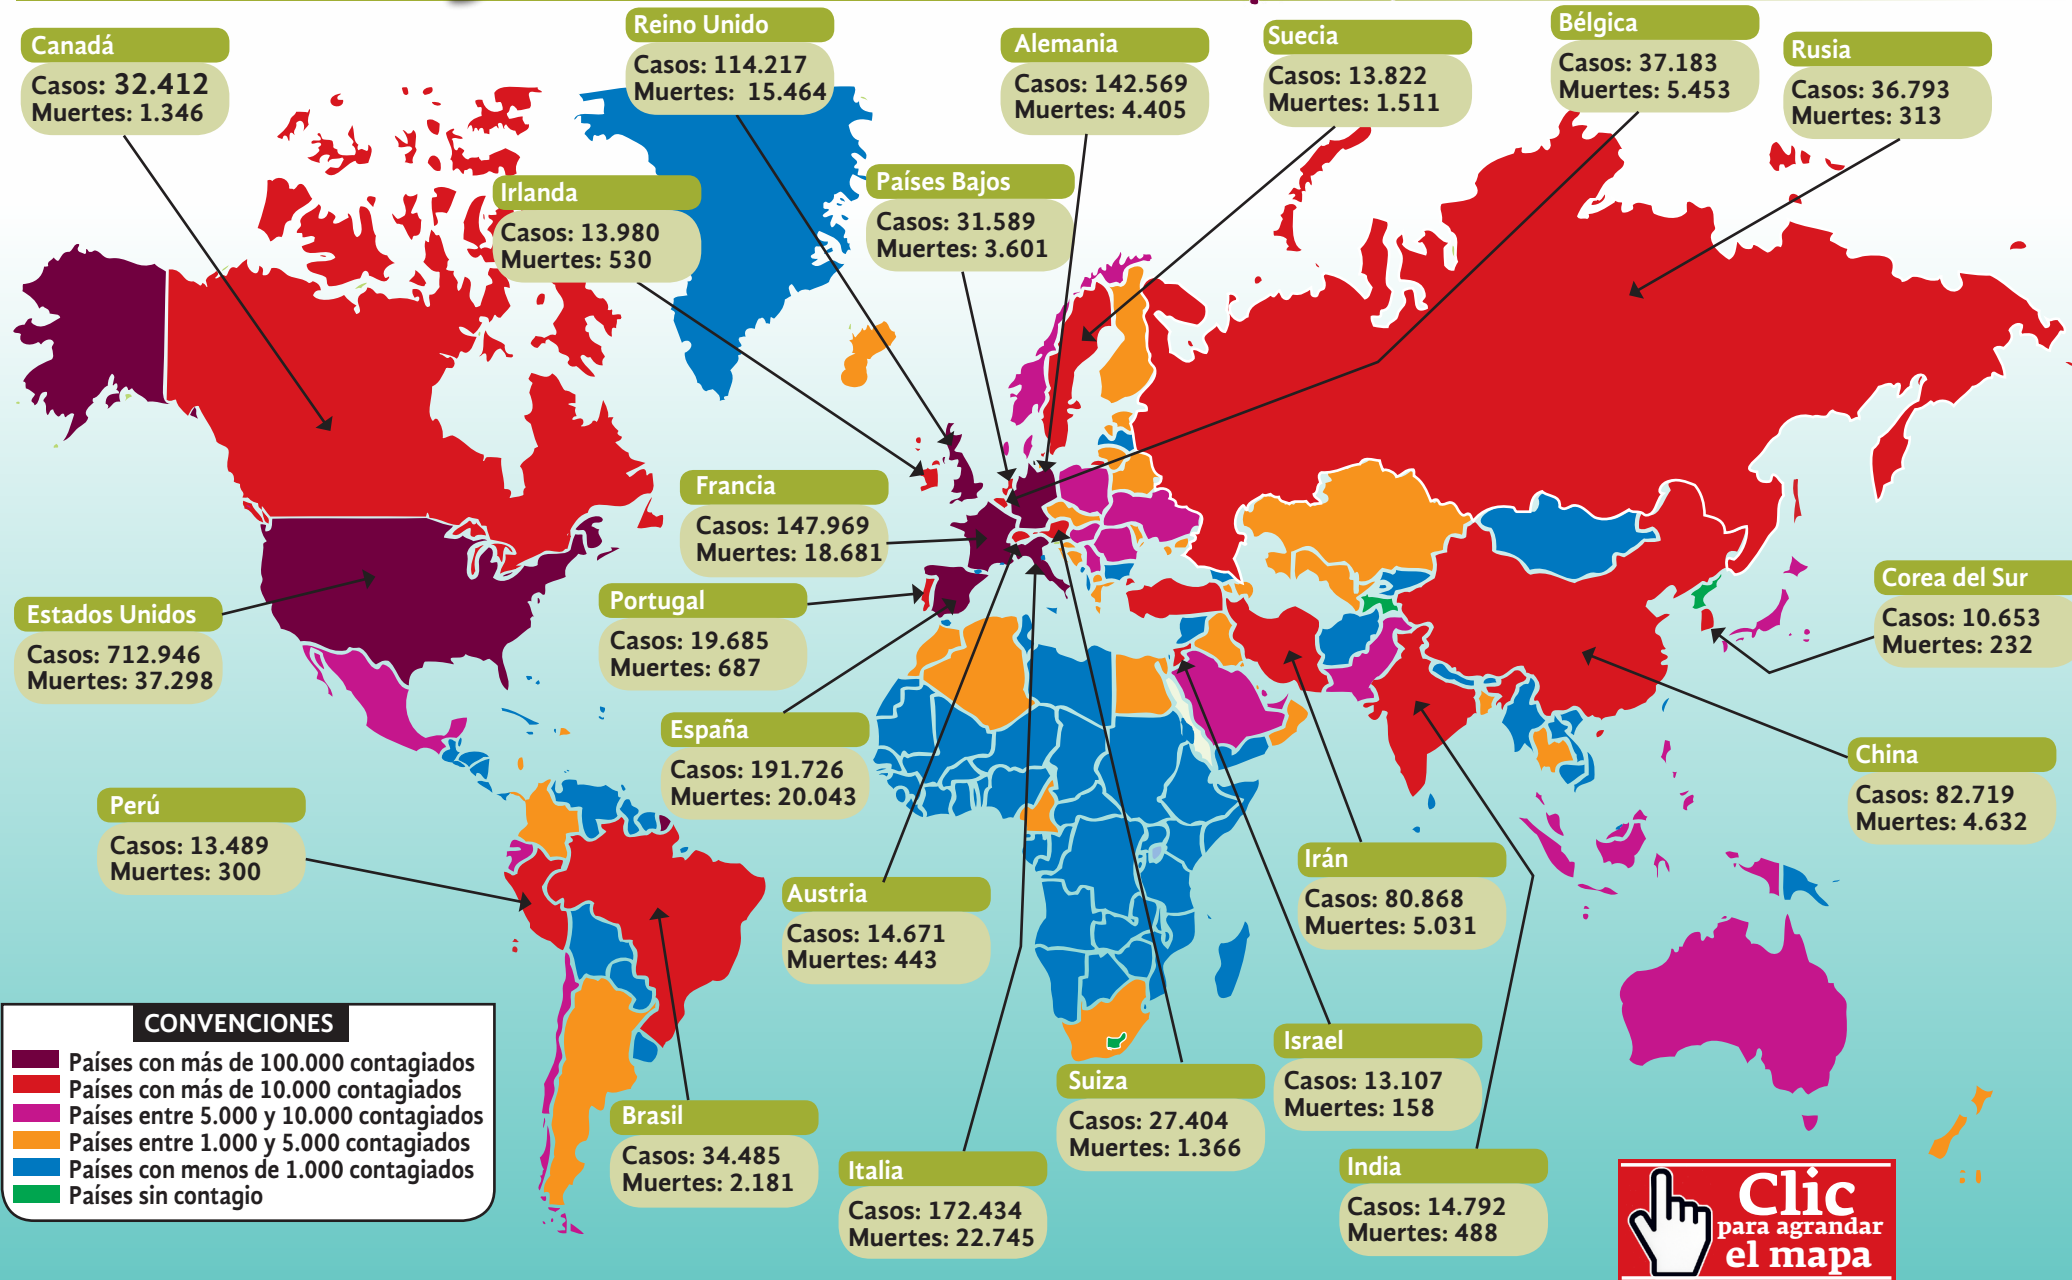 Canadá
Casos: 32.412
Muertes: 1.346
Reino Unido
Casos: 114.217
Muertes: 15.464
Alemania
Casos: 142.569
Muertes: 4.405
Suecia
Casos: 13.822
Muertes: 1.511
Bélgica
Casos: 37.183
Muertes: 5.453
Rusia
Casos: 36.793
Muertes: 313
Irlanda
Casos: 13.980
Muertes: 530
Países Bajos
Casos: 31.589
Muertes: 3.601
Francia
Casos: 147.969
Muertes: 18.681
Estados Unidos
Casos: 712.946
Muertes: 37.298
Portugal
Casos: 19.685
Muertes: 687
Corea del Sur
Casos: 10.653
Muertes: 232
España
Casos: 191.726
Muertes: 20.043
China
Casos: 82.719
Muertes: 4.632
Perú
Casos: 13.489
Muertes: 300
Austria
Casos: 14.671
Muertes: 443
Irán
Casos: 80.868
Muertes: 5.031
CONVENCIONES
Países con más de 100.000 contagiados
Países con más de 10.000 contagiados
Países entre 5.000 y 10.000 contagiados
Países entre 1.000 y 5.000 contagiados
Países con menos de 1.000 contagiados
Países sin contagio
Brasil
Casos: 34.485
Muertes: 2.181
Italia
Casos: 172.434
Muertes: 22.745
Suiza
Casos: 27.404
Muertes: 1.366
Israel
Casos: 13.107
Muertes: 158
India
Casos: 14.792
Muertes: 488
Clic
para agrandar
el mapa